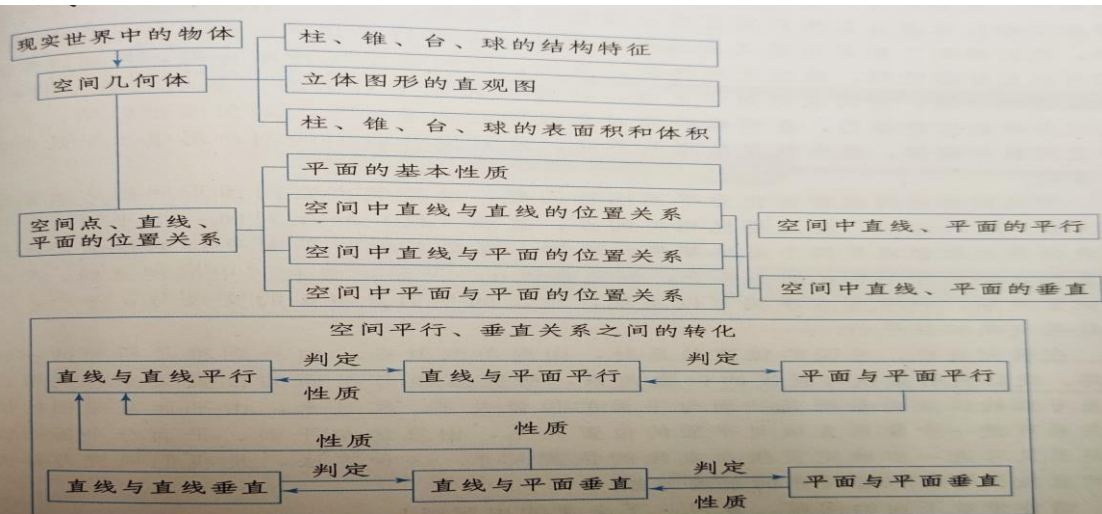 现实世界中的物体
空间几何体
柱、锥、台、球的结构特征
立体图形的直观图
柱、锥、台、球的表面积和体积
空间点、直线、
平面的位置关系
平面的基本性质
空间中直线与直线的位置关系
空间中直线与平面的位置关系
空间中平面与平面的位置关系
空间中直线、平面的平行
空间中直线、平面的垂直
空间平行、垂直关系之间的转化
直线与直线平行
判定
性质
直线与平面平行
判定
平面与平面平行
性质
性质
直线与直线垂直
判定
直线与平面垂直
判定
性质
平面与平面垂直